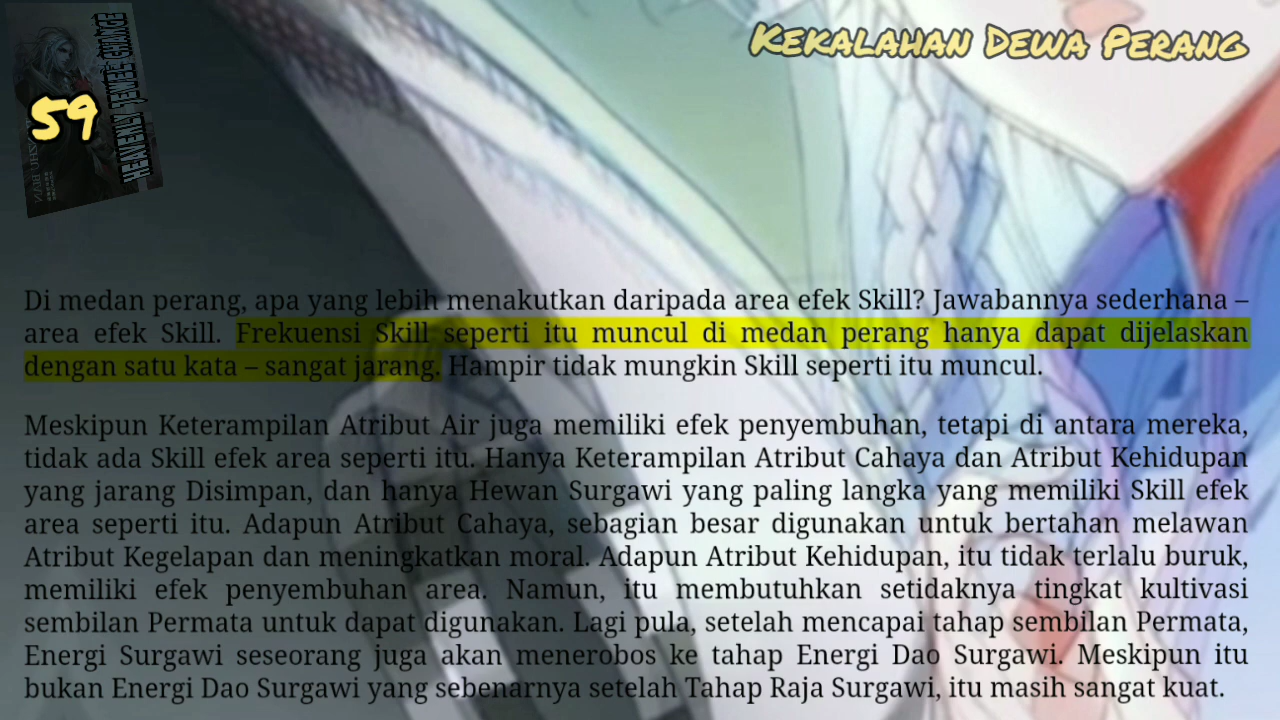 Kekalahan Dewa Perang
59
HEAVENLY JEWEL CHANGE
Di medan perang, apa yang lebih menakutkan daripada area efek Skill? Jawabannya sederhana –
area efek Skill. Frekuensi Skill seperti itu muncul di medan perang hanya dapat dijelaskan
dengan satu kata – sangat jarang. Hampir tidak mungkin Skill seperti itu muncul.
Meskipun Keterampilan Atribut Air juga memiliki efek penyembuhan, tetapi di antara mereka,
tidak ada Skill efek area seperti itu. Hanya Keterampilan Atribut Cahaya dan Atribut Kehidupan
yang jarang Disimpan, dan hanya Hewan Surgawi yang paling langka yang memiliki Skill efek
area seperti itu. Adapun Atribut Cahaya, sebagian besar digunakan untuk bertahan melawan
Atribut Kegelapan dan meningkatkan moral. Adapun Atribut Kehidupan, itu tidak terlalu buruk,
memiliki efek penyembuhan area. Namun, itu membutuhkan setidaknya tingkat kultivasi
sembilan Permata untuk dapat digunakan. Lagi pula, setelah mencapai tahap sembilan Permata,
Energi Surgawi seseorang juga akan menerobos ke tahap Energi Dao Surgawi. Meskipun itu
bukan Energi Dao Surgawi yang sebenarnya setelah Tahap Raja Surgawi, itu masih sangat kuat.